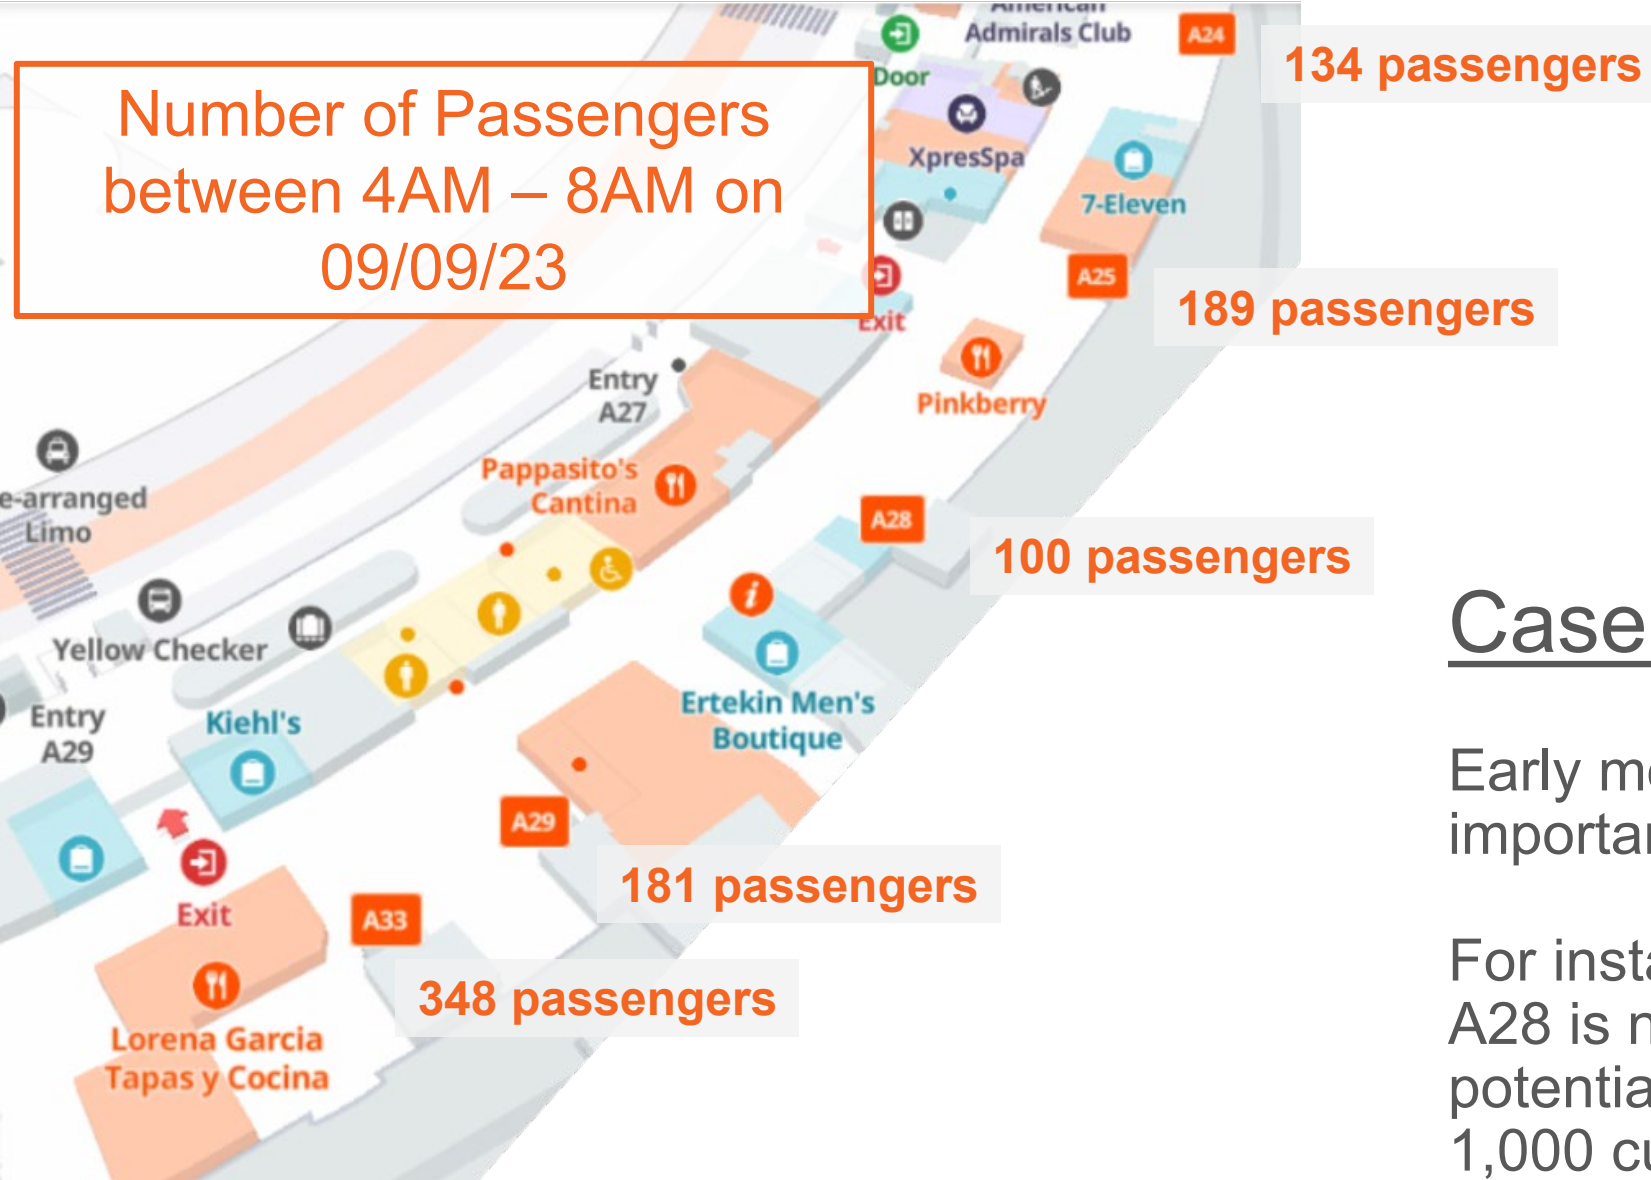 American
Admirals Club
A24
134 passengers
Door
Number of Passengers
between 4AM – 8AM on
09/09/23
XpresSpa
7-Eleven
A25
189 passengers
Exit
Entry
A27
Pinkberry
Pappasito's
Cantina
e-arranged
Limo
A28
100 passengers
i
Case
Yellow Checker
Entry
A29
Kiehl's
Ertekin Men's
Boutique
Early m
importa
A29
181 passengers
Exit
A33
348 passengers
For inst
A28 is n
potentia
1,000 c
Lorena Garcia
Tapas y Cocina